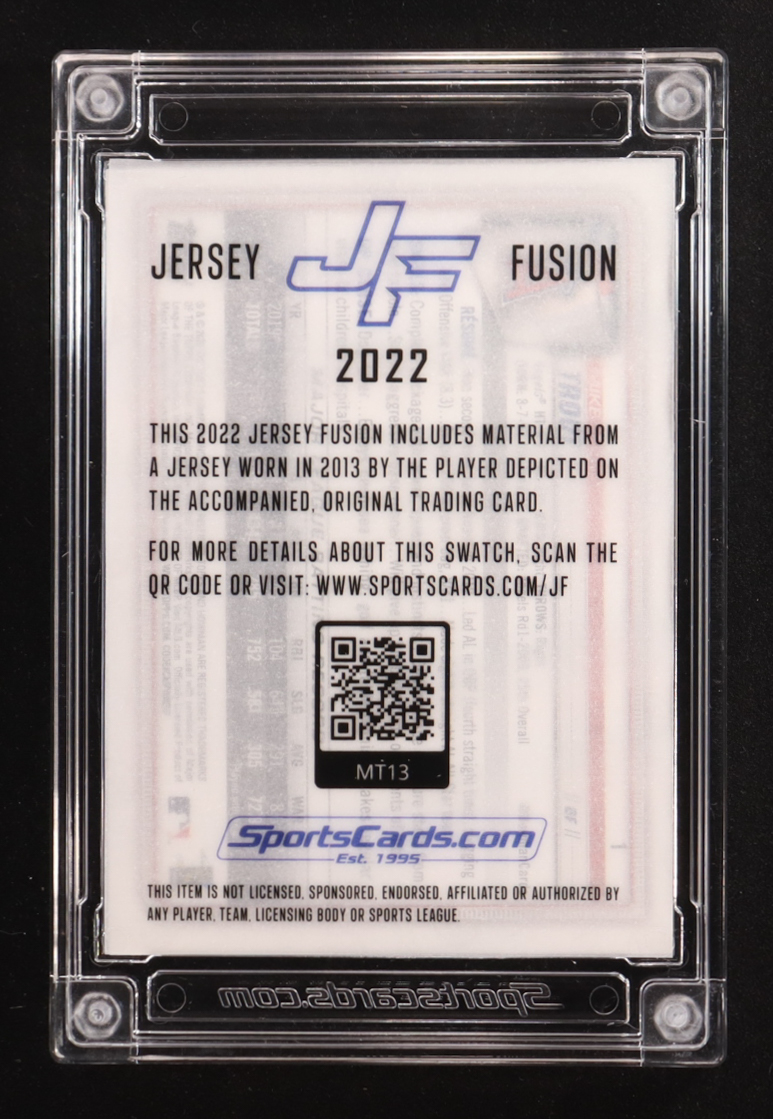 JERSEY JF FUSION
2022
THIS 2022 JERSEY FUSION INCLUDES MATERIAL FROM
A JERSEY WORN IN 2013 BY THE PLAYER DEPICTED ON
THE ACCOMPANIED, ORIGINAL TRADING CARD.
FOR MORE DETAILS ABOUT THIS SWATCH, SCAN THE
QR CODE OR VISIT: WWW.SPORTSCARDS.COM/JF
MT13
SportsCards.com
Est. 1995
THIS ITEM IS NOT LICENSED, SPONSORED, ENDORSED, AFFILIATED OR AUTHORIZED BY
ANY PLAYER, TEAM, LICENSING BODY OR SPORTS LEAGUE.
Sportscards.com